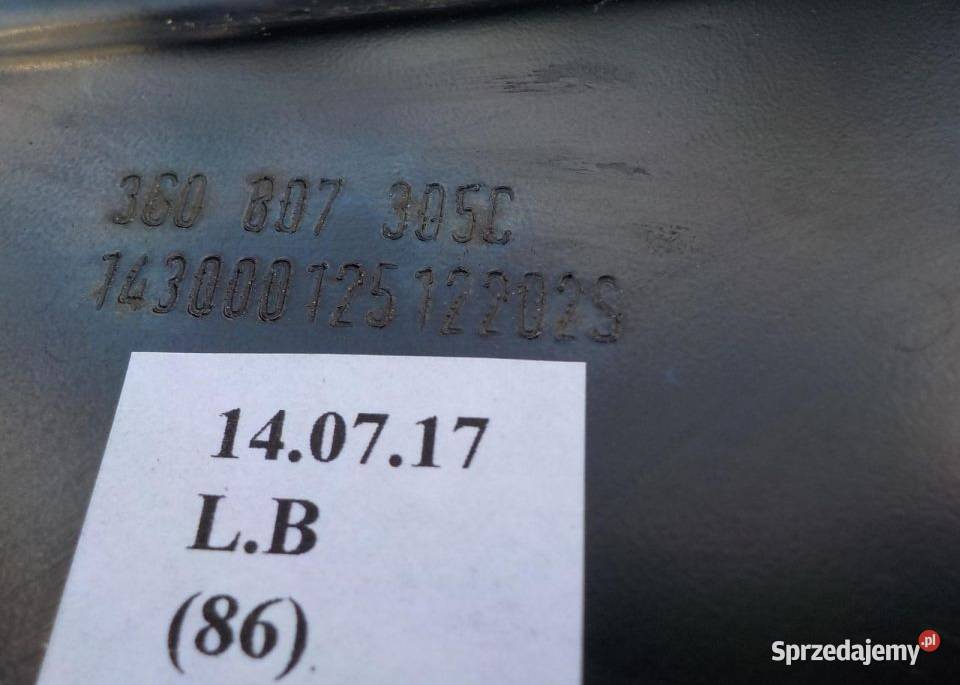 3G0 807 305C
14300012512202S
14.07.17
L.B
(86)
Sprzedajemy.pl